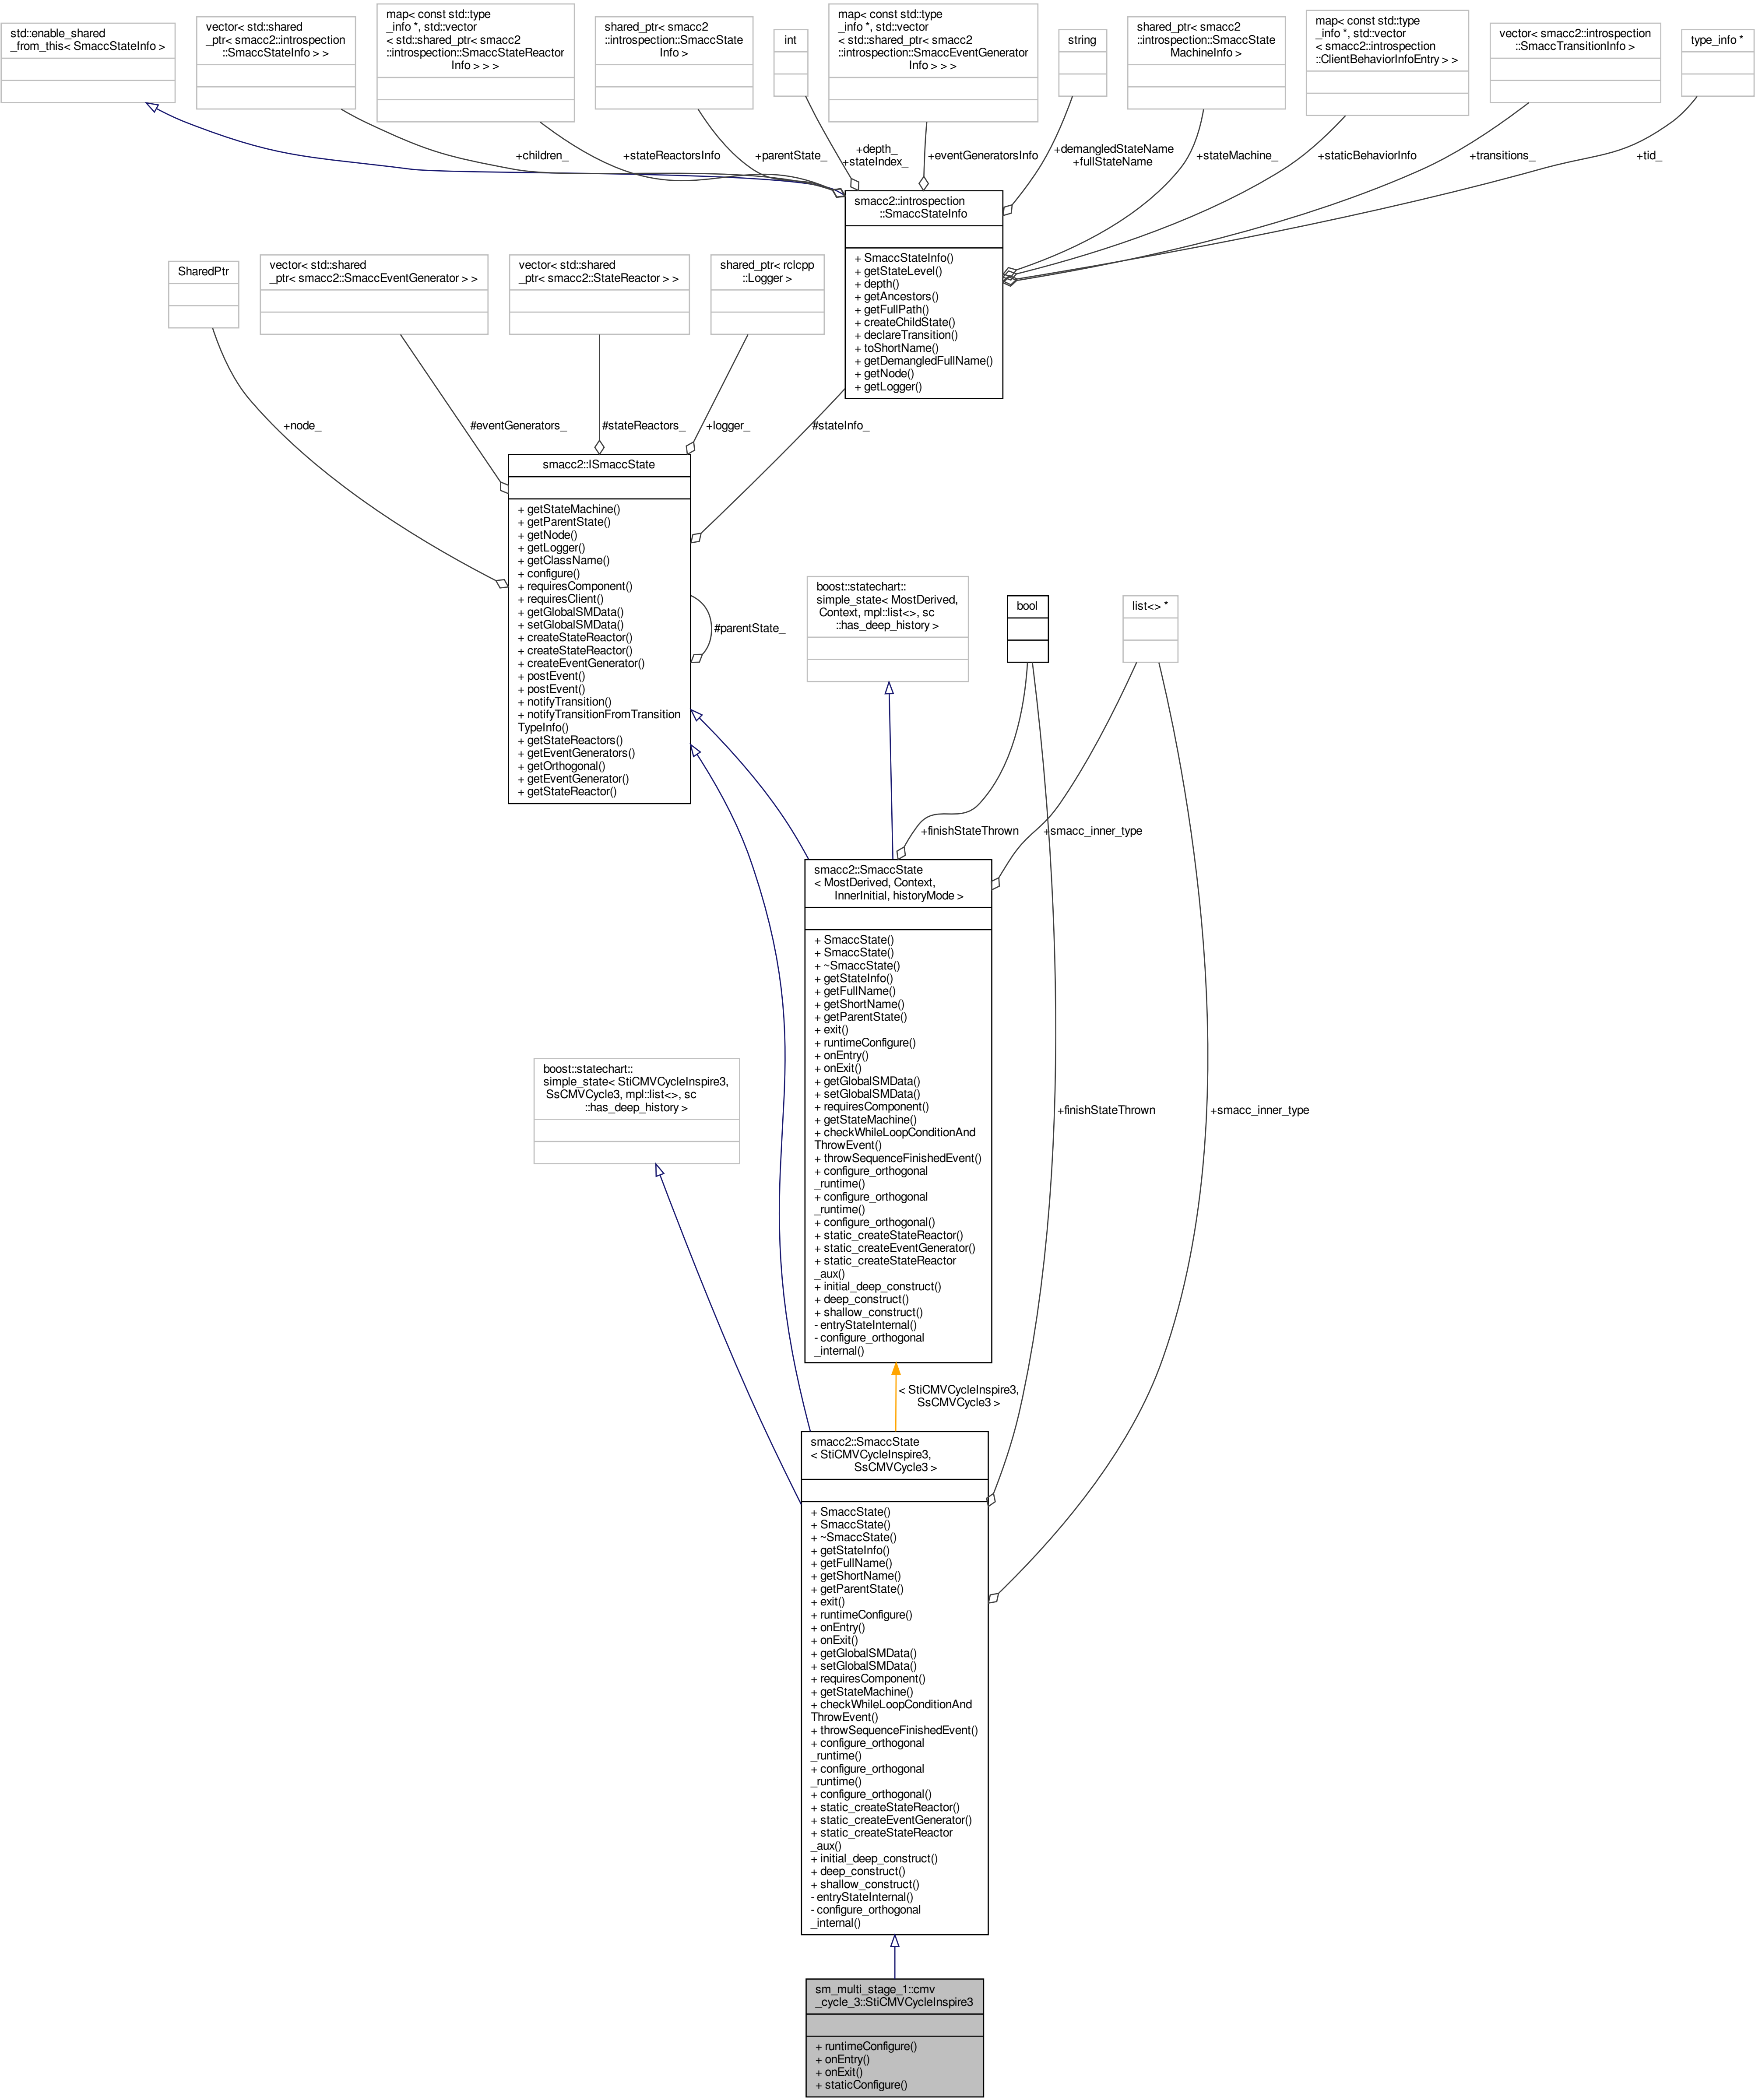 std::enable_shared
_from_this< SmaccStateInfo >
vector< std::shared
_ptr< smacc2::introspection
::SmaccStateInfo > >
map< const std::type
_info *, std::vector
< std::shared_ptr< smacc2
::introspection::SmaccStateReactor
Info > > >
shared_ptr< smacc2
::introspection::SmaccState
Info >
int
map< const std::type
_info *, std::vector
< std::shared_ptr< smacc2
::introspection::SmaccEventGenerator
Info > > >
string
shared_ptr< smacc2
::introspection::SmaccState
MachineInfo >
map< const std::type
_info *, std::vector
< smacc2::introspection
::ClientBehaviorInfoEntry > >
vector< smacc2::introspection
::SmaccTransitionInfo >
type_info *
+children_
+stateReactorsInfo
+parentState_
+depth_
+stateIndex_
+eventGeneratorsInfo
+demangledStateName
+fullStateName
+stateMachine_
+staticBehaviorInfo
+transitions_
+tid_
smacc2::introspection
::SmaccStateInfo
+ SmaccStateInfo()
+ getStateLevel()
+ depth()
+ getAncestors()
+ getFullPath()
+ createChildState()
+ declareTransition()
+ toShortName()
+ getDemangledFullName()
+ getNode()
+ getLogger()
SharedPtr
vector< std::shared
_ptr< smacc2::SmaccEventGenerator > >
vector< std::shared
_ptr< smacc2::StateReactor > >
shared_ptr< rclcpp
::Logger >
+node_
#eventGenerators_
#stateReactors_
+logger_
#stateInfo_
smacc2::ISmaccState
+ getStateMachine()
+ getParentState()
+ getNode()
+ getLogger()
+ getClassName()
+ configure()
+ requiresComponent()
+ requiresClient()
+ getGlobalSMData()
+ setGlobalSMData()
+ createStateReactor()
+ createStateReactor()
+ createEventGenerator()
+ postEvent()
+ postEvent()
+ notifyTransition()
+ notifyTransitionFromTransition
TypeInfo()
+ getStateReactors()
+ getEventGenerators()
+ getOrthogonal()
+ getEventGenerator()
+ getStateReactor()
#parentState_
boost::statechart::
simple_state< MostDerived,
Context, mpl::list<>, sc
::has_deep_history >
bool
list<> *
+finishStateThrown
+smacc_inner_type
smacc2::SmaccState
< MostDerived, Context,
InnerInitial, historyMode >
+ SmaccState()
+ SmaccState()
+ ~SmaccState()
+ getStateInfo()
+ getFullName()
+ getShortName()
+ getParentState()
+ exit()
+ runtimeConfigure()
+ onEntry()
+ onExit()
+ getGlobalSMData()
+ setGlobalSMData()
+ requiresComponent()
+ getStateMachine()
+ checkWhileLoopConditionAnd
ThrowEvent()
+ throwSequenceFinishedEvent()
+ configure_orthogonal
_runtime()
+ configure_orthogonal
_runtime()
+ configure_orthogonal()
+ static_createStateReactor()
+ static_createEventGenerator()
+ static_createStateReactor
_aux()
+ initial_deep_construct()
+ deep_construct()
+ shallow_construct()
- entryStateInternal()
- configure_orthogonal
_internal()
boost::statechart::
simple_state< StiCMVCycleInspire3,
SsCMVCycle3, mpl::list<>, sc
::has_deep_history >
+finishStateThrown
+smacc_inner_type
< StiCMVCycleInspire3,
SsCMVCycle3 >
smacc2::SmaccState
< StiCMVCycleInspire3,
SsCMVCycle3 >
+ SmaccState()
+ SmaccState()
+ ~SmaccState()
+ getStateInfo()
+ getFullName()
+ getShortName()
+ getParentState()
+ exit()
+ runtimeConfigure()
+ onEntry()
+ onExit()
+ getGlobalSMData()
+ setGlobalSMData()
+ requiresComponent()
+ getStateMachine()
+ checkWhileLoopConditionAnd
ThrowEvent()
+ throwSequenceFinishedEvent()
+ configure_orthogonal
_runtime()
+ configure_orthogonal
_runtime()
+ configure_orthogonal()
+ static_createStateReactor()
+ static_createEventGenerator()
+ static_createStateReactor
_aux()
+ initial_deep_construct()
+ deep_construct()
+ shallow_construct()
- entryStateInternal()
- configure_orthogonal
_internal()
sm_multi_stage_1::cmv
_cycle_3::StiCMVCycleInspire3
+ runtimeConfigure()
+ onEntry()
+ onExit()
+ staticConfigure()